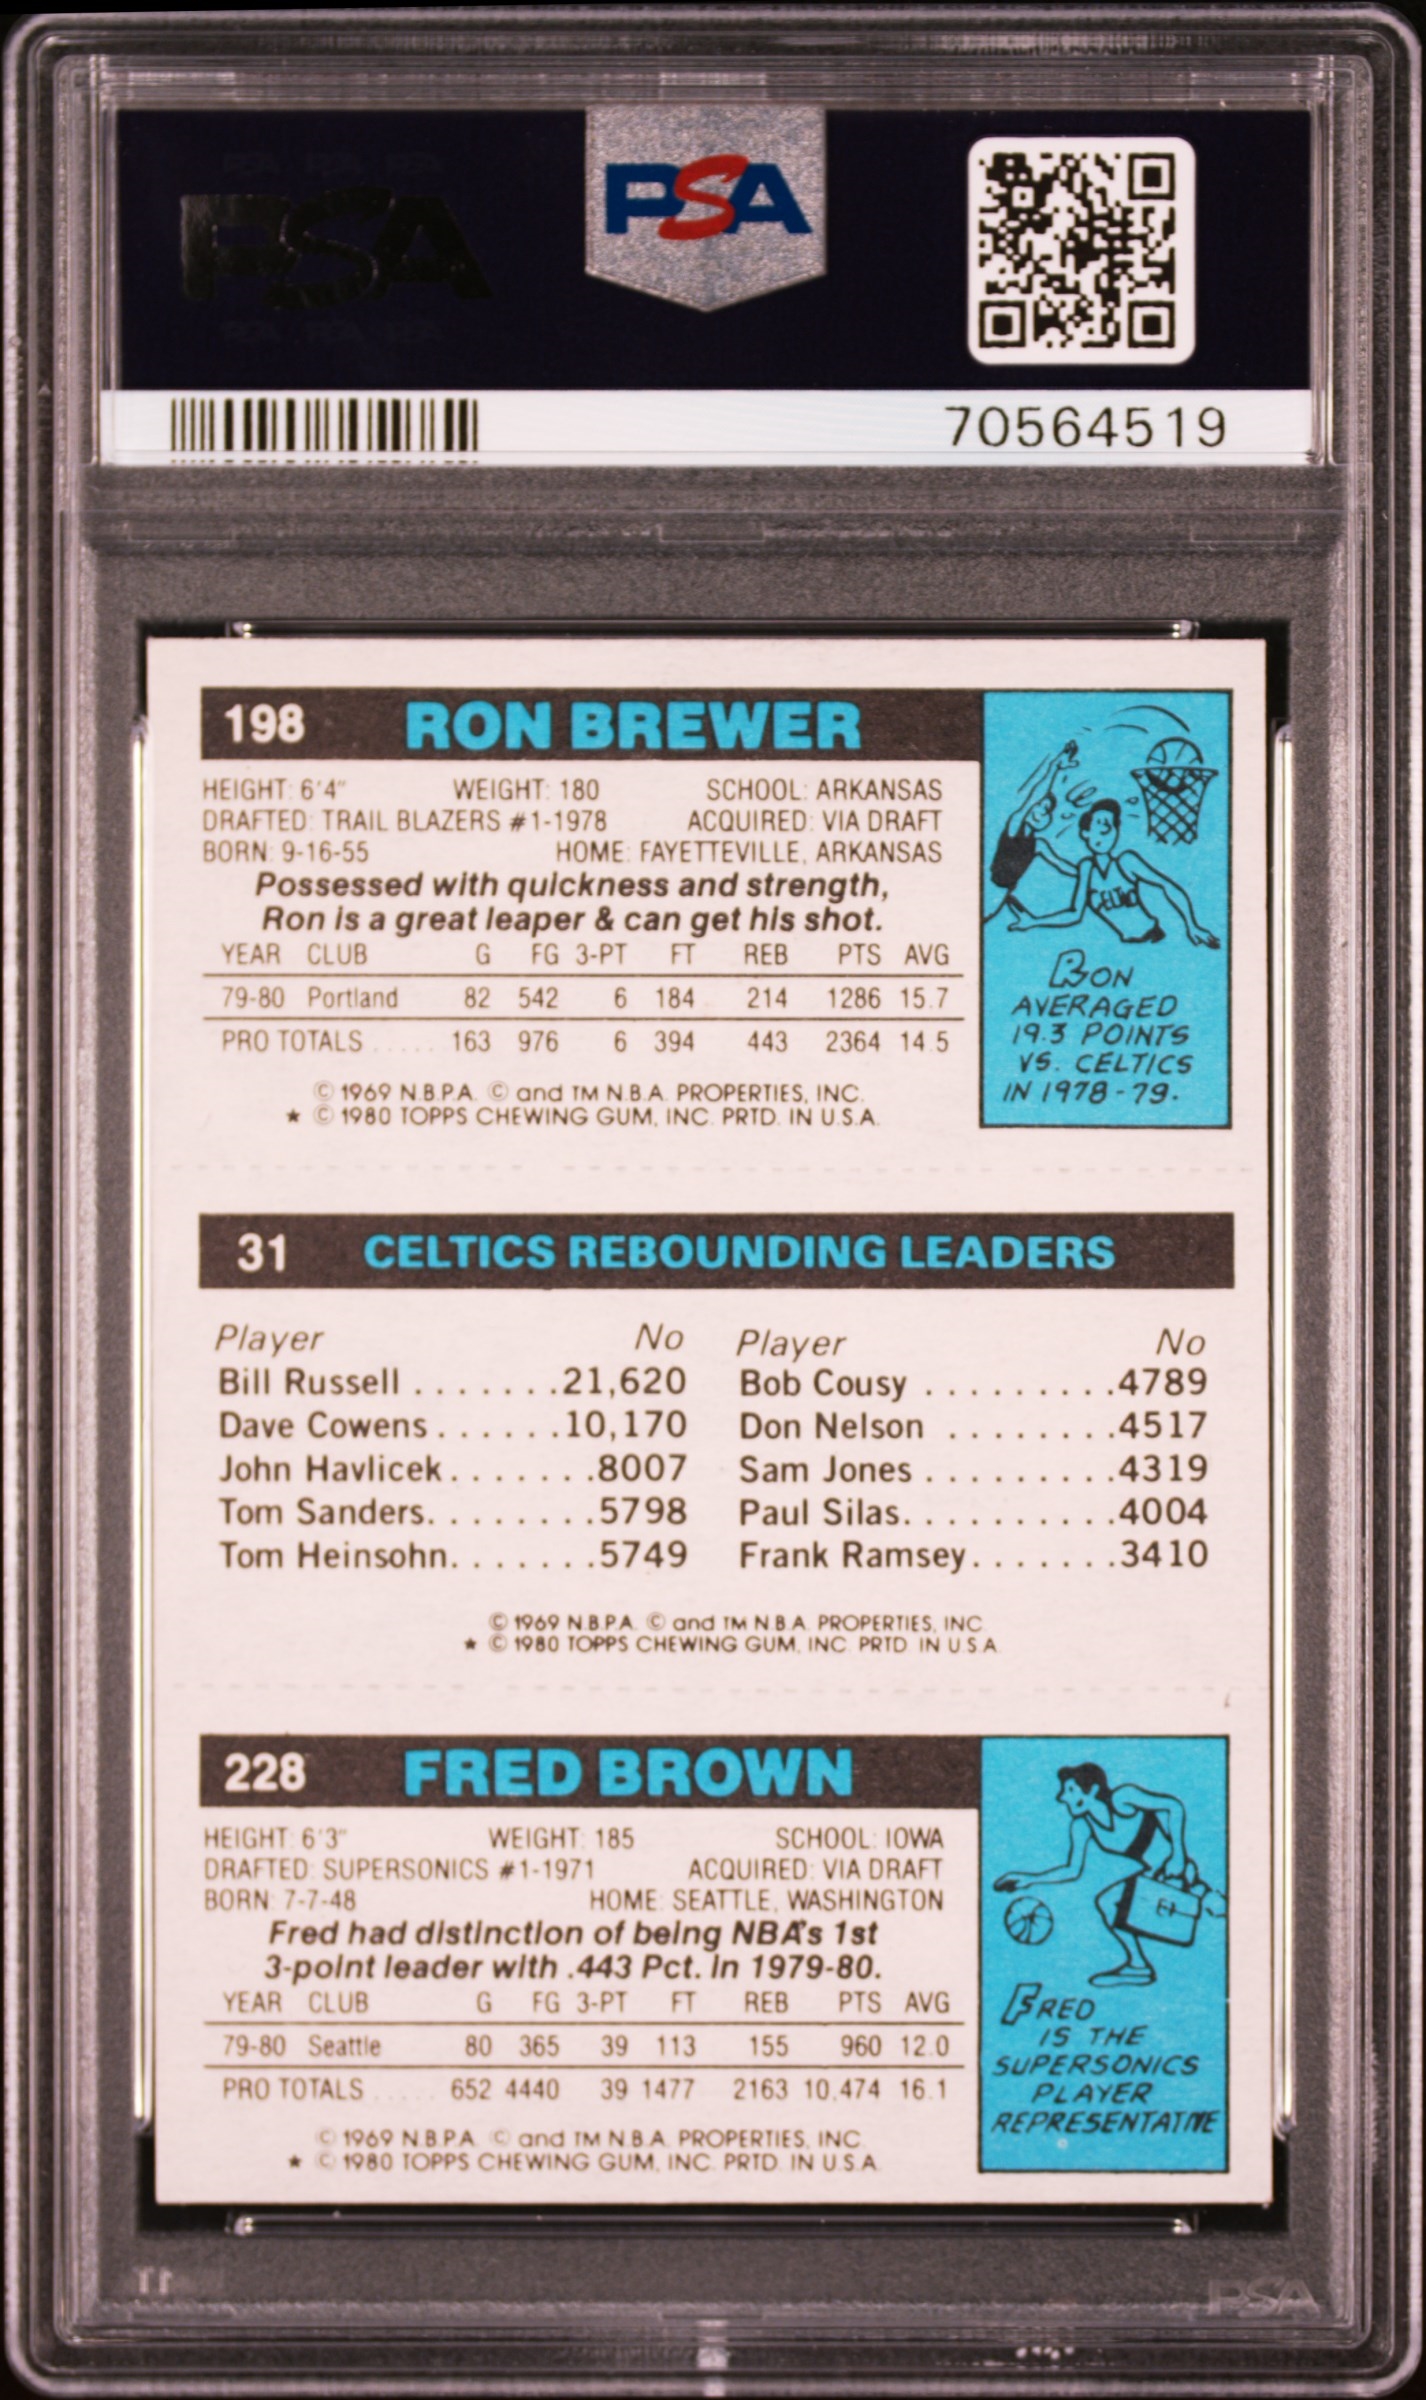 PSA
PSA
70564519
198 RON BREWER
HEIGHT: 6'4" WEIGHT: 180 SCHOOL: ARKANSAS
DRAFTED: TRAIL BLAZERS #1-1978 ACQUIRED: VIA DRAFT
BORN: 9-16-55 HOME: FAYETTEVILLE, ARKANSAS
Possessed with quickness and strength,
Ron is a great leaper & can get his shot.
YEAR CLUB G FG 3-PT FT REB PTS AVG
79-80 Portland 82 542 6 184 214 1286 15.7
PRO TOTALS ..... 163 976 6 394 443 2364 14.5
© 1969 N.B.P.A. © and TM N.B.A. PROPERTIES, INC.
★ © 1980 TOPPS CHEWING GUM, INC. PRTD. IN U.S.A.
CELTICS
RON
AVERAGED
19.3 POINTS
VS. CELTICS
IN 1978-79.
31 CELTICS REBOUNDING LEADERS
Player No Player No
Bill Russell .......21,620 Bob Cousy .........4789
Dave Cowens......10,170 Don Nelson ........4517
John Havlicek.......8007 Sam Jones .........4319
Tom Sanders........5798 Paul Silas..........4004
Tom Heinsohn.......5749 Frank Ramsey.......3410
© 1969 N.B.P.A. © and TM N.B.A. PROPERTIES, INC.
★ © 1980 TOPPS CHEWING GUM, INC. PRTD. IN U.S.A.
228 FRED BROWN
HEIGHT: 6'3" WEIGHT: 185 SCHOOL: IOWA
DRAFTED: SUPERSONICS #1-1971 ACQUIRED: VIA DRAFT
BORN: 7-7-48 HOME: SEATTLE, WASHINGTON
Fred had distinction of being NBA's 1st
3-point leader with .443 Pct. in 1979-80.
YEAR CLUB G FG 3-PT FT REB PTS AVG
79-80 Seattle 80 365 39 113 155 960 12.0
PRO TOTALS ..... 652 4440 39 1477 2163 10,474 16.1
© 1969 N.B.P.A. © and TM N.B.A. PROPERTIES, INC.
★ © 1980 TOPPS CHEWING GUM, INC. PRTD. IN U.S.A.
FRED
IS THE
SUPERSONICS
PLAYER
REPRESENTATIVE
PSA